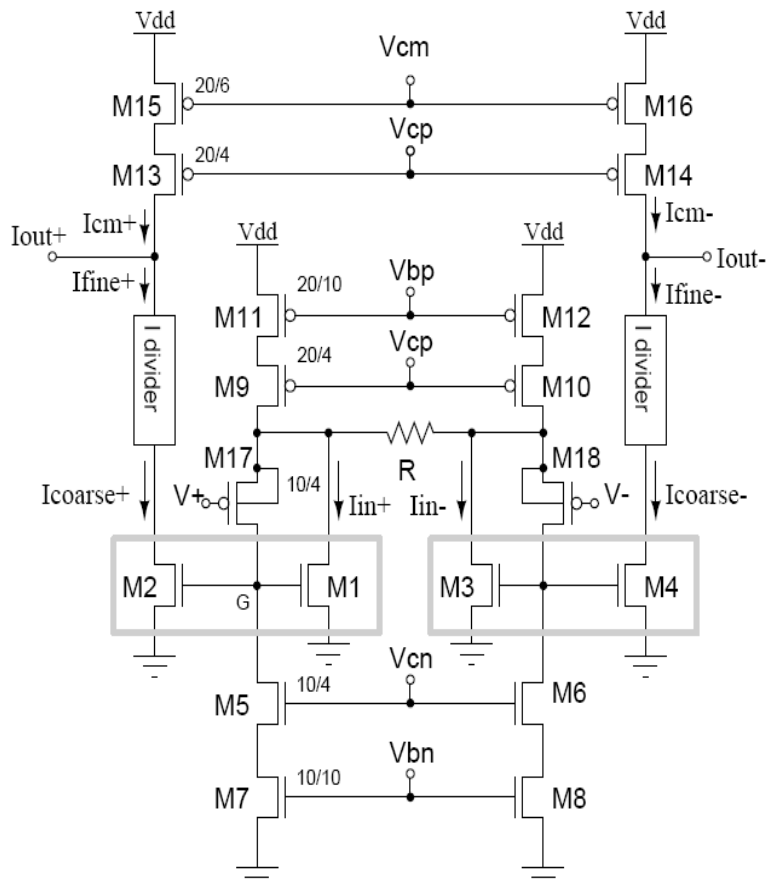 Vdd Vdd
Vcm
20/6
M15 M16
Vcp
20/4
M13 M14
Icm+ Icm-
Iout+ Iout-
Vdd Vdd
Ifine+ Ifine-
20/10 Vbp
M11 M12
I divider I divider
20/4 Vcp
M9 M10
M17 R M18
V+ 10/4 V-
Icoarse+ Iin+ Iin- Icoarse-
M2 M1 M3 M4
G
Vcn
10/4
M5 M6
Vbn
10/10
M7 M8